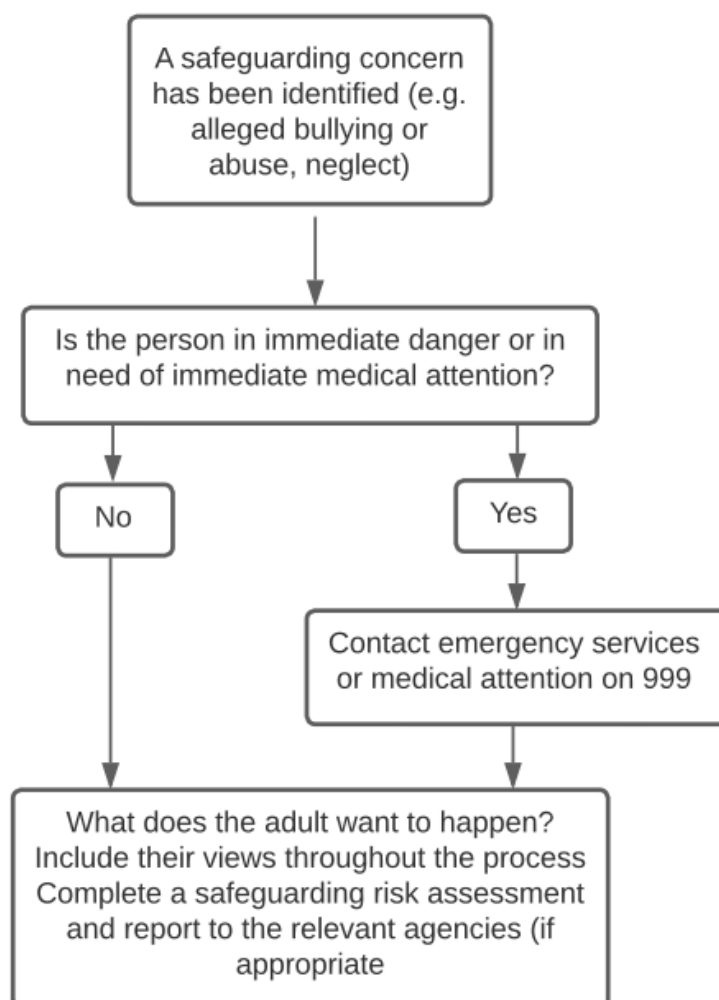 A safeguarding concern
has been identified (e.g.
alleged bullying or
abuse, neglect)
Is the person in immediate danger or in
need of immediate medical attention?
No
Yes
Contact emergency services
or medical attention on 999
What does the adult want to happen?
Include their views throughout the process
Complete a safeguarding risk assessment
and report to the relevant agencies (if
appropriate